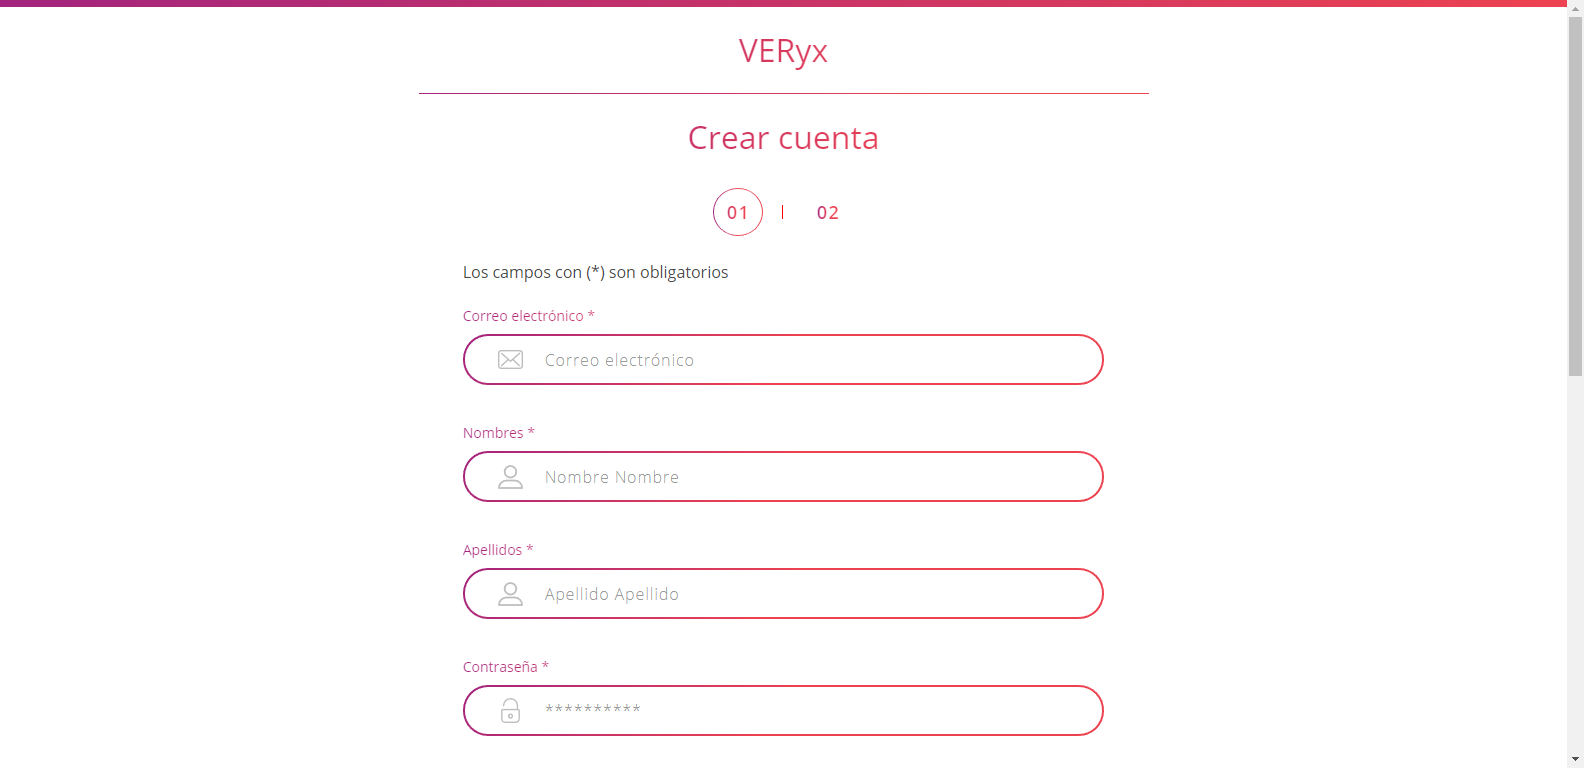 VERyx
Crear cuenta
01 | 02
Los campos con (*) son obligatorios
Correo electrónico *
Correo electrónico
Nombres *
Nombre Nombre
Apellidos *
Apellido Apellido
Contraseña *
**********